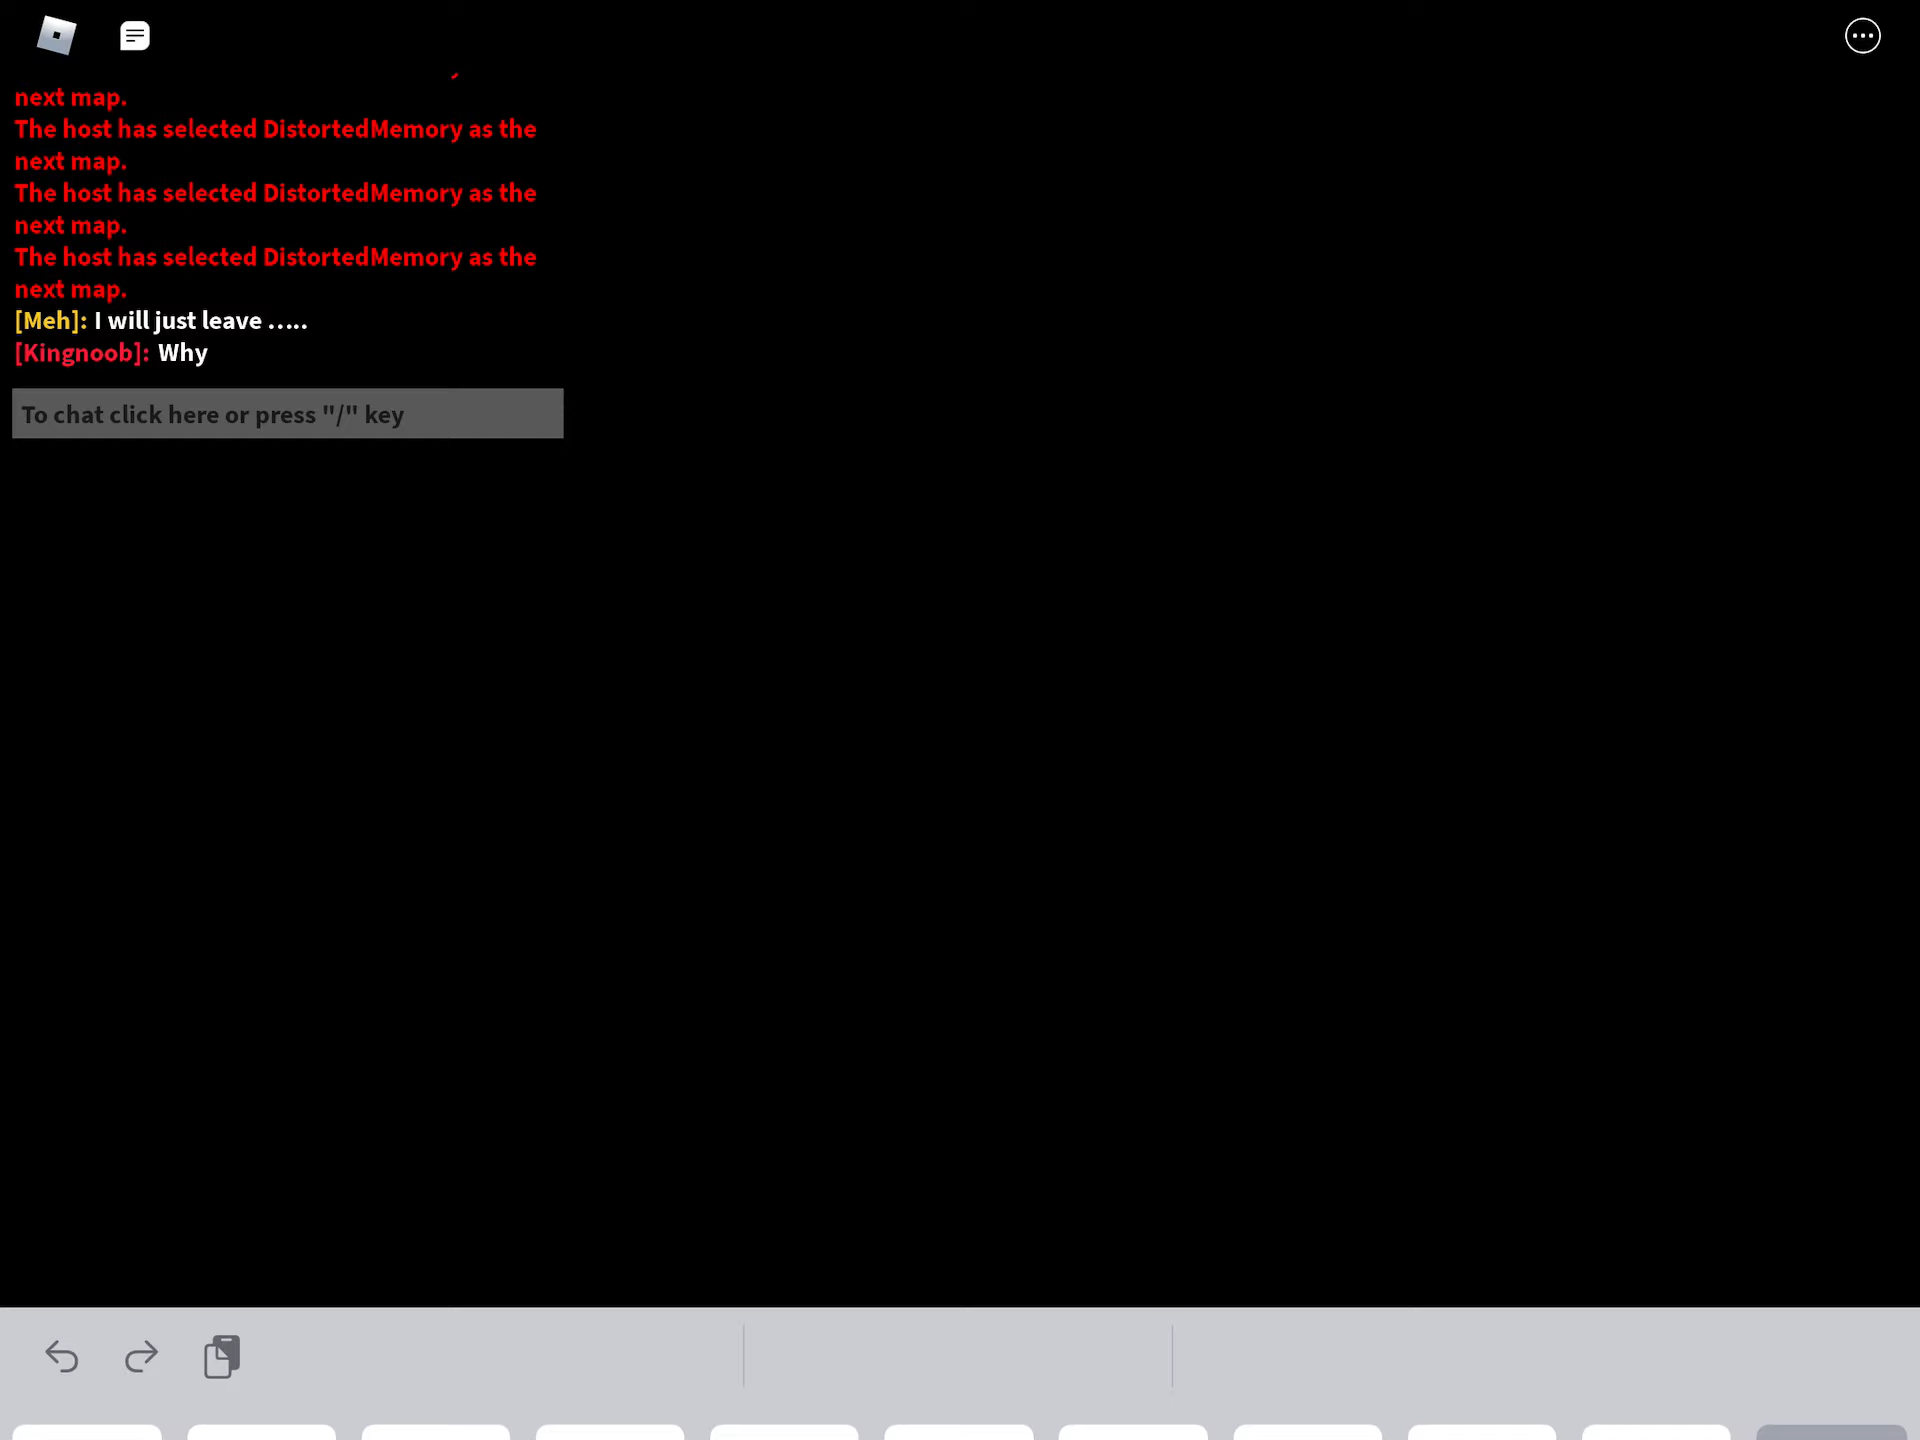 next map.
The host has selected DistortedMemory as the
next map.
The host has selected DistortedMemory as the
next map.
The host has selected DistortedMemory as the
next map.
[Meh]: I will just leave .....
[Kingnoob]: Why
To chat click here or press "/" key